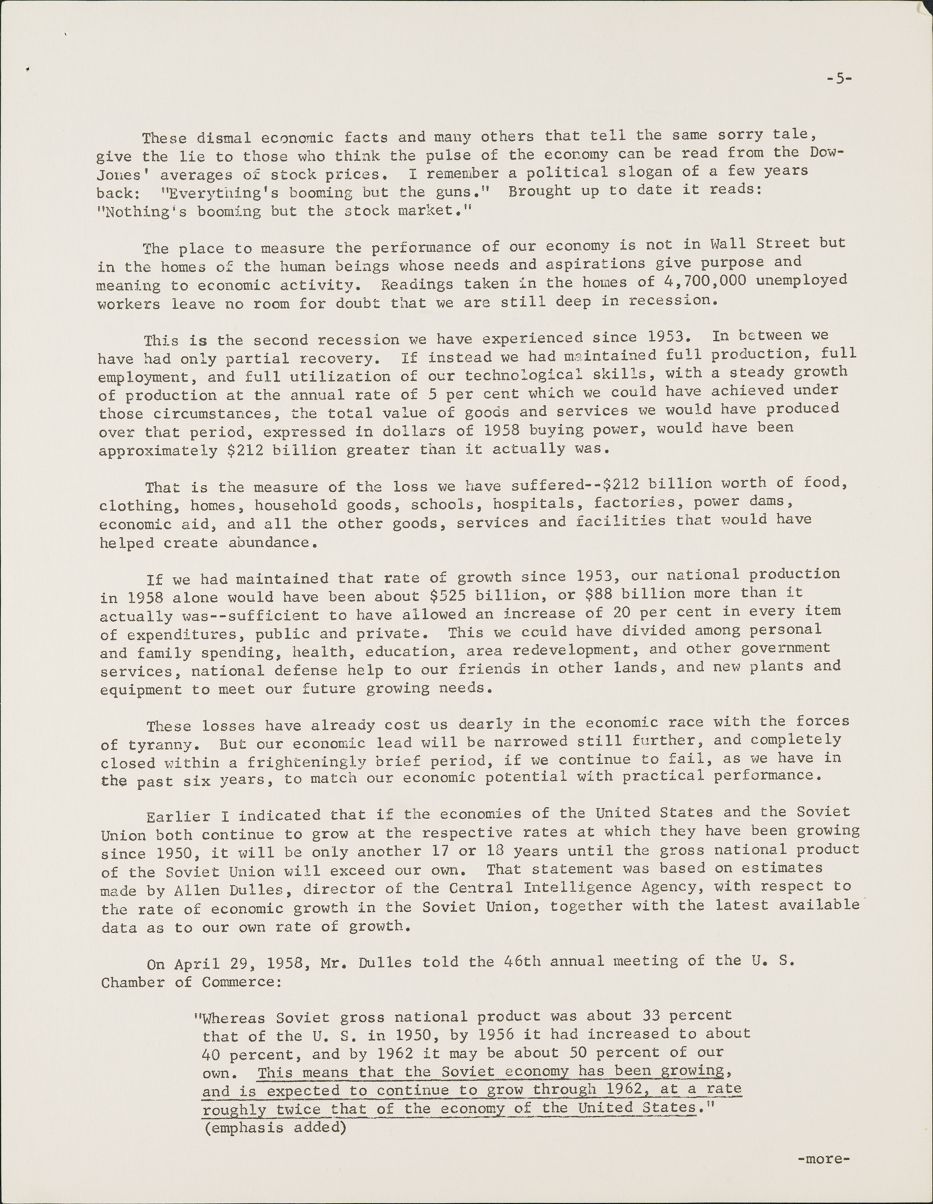 -5-
These dismal economic facts and many others that tell the same sorry tale,
give the lie to those who think the pulse of the economy can be read from the Dow-
Jones' averages of stock prices. I remember a political slogan of a few years
back: "Everything's booming but the guns." Brought up to date it reads:
"Nothing's booming but the stock market."
The place to measure the performance of our economy is not in Wall Street but
in the homes of the human beings whose needs and aspirations give purpose and
meaning to economic activity. Readings taken in the homes of 4,700,000 unemployed
workers leave no room for doubt that we are still deep in recession.
This is the second recession we have experienced since 1953. In between we
have had only partial recovery. If instead we had maintained full production, full
employment, and full utilization of our technological skills, with a steady growth
of production at the annual rate of 5 per cent which we could have achieved under
those circumstances, the total value of goods and services we would have produced
over that period, expressed in dollars of 1958 buying power, would have been
approximately $212 billion greater than it actually was.
That is the measure of the loss we have suffered--$212 billion worth of food,
clothing, homes, household goods, schools, hospitals, factories, power dams,
economic aid, and all the other goods, services and facilities that would have
helped create abundance.
If we had maintained that rate of growth since 1953, our national production
in 1958 alone would have been about $525 billion, or $88 billion more than it
actually was--sufficient to have allowed an increase of 20 per cent in every item
of expenditures, public and private. This we could have divided among personal
and family spending, health, education, area redevelopment, and other government
services, national defense help to our friends in other lands, and new plants and
equipment to meet our future growing needs.
These losses have already cost us dearly in the economic race with the forces
of tyranny. But our economic lead will be narrowed still further, and completely
closed within a frighteningly brief period, if we continue to fail, as we have in
the past six years, to match our economic potential with practical performance.
Earlier I indicated that if the economies of the United States and the Soviet
Union both continue to grow at the respective rates at which they have been growing
since 1950, it will be only another 17 or 18 years until the gross national product
of the Soviet Union will exceed our own. That statement was based on estimates
made by Allen Dulles, director of the Central Intelligence Agency, with respect to
the rate of economic growth in the Soviet Union, together with the latest available
data as to our own rate of growth.
On April 29, 1958, Mr. Dulles told the 46th annual meeting of the U. S.
Chamber of Commerce:
"Whereas Soviet gross national product was about 33 percent
that of the U. S. in 1950, by 1956 it had increased to about
40 percent, and by 1962 it may be about 50 percent of our
own. This means that the Soviet economy has been growing,
and is expected to continue to grow through 1962, at a rate
roughly twice that of the economy of the United States."
(emphasis added)
-more-